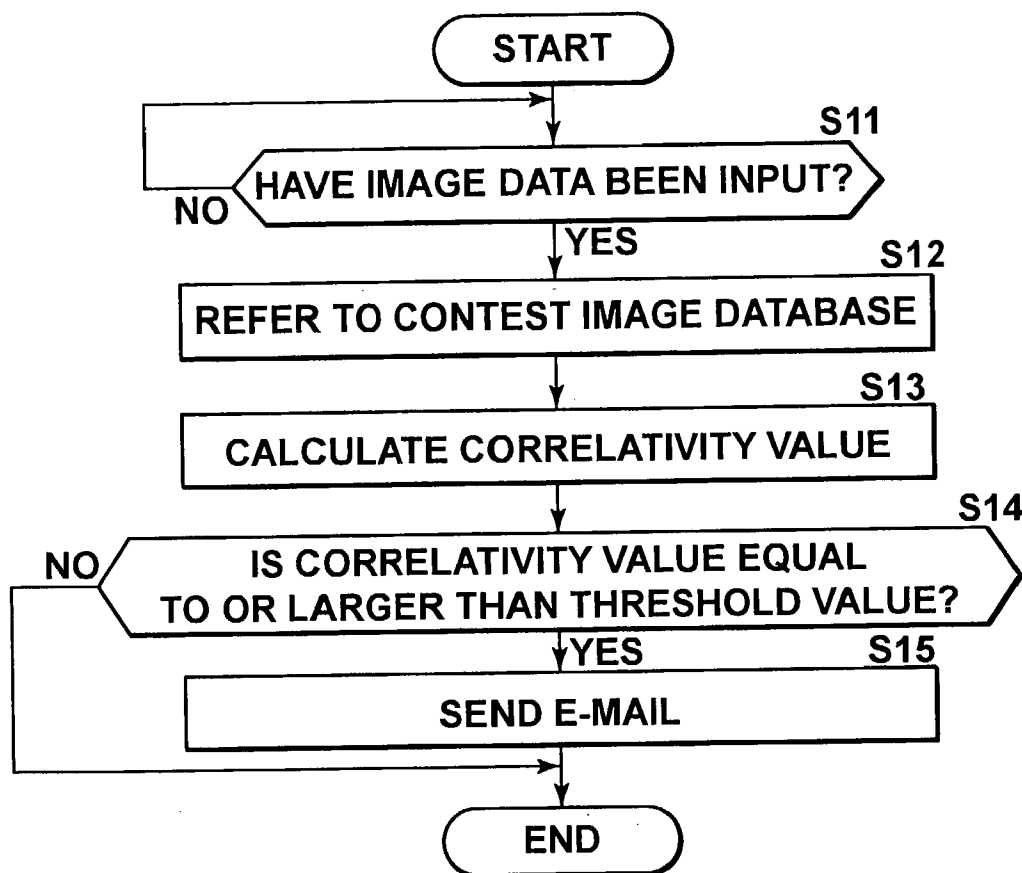 START
S11
HAVE IMAGE DATA BEEN INPUT?
NO
YES
S12
REFER TO CONTEST IMAGE DATABASE
S13
CALCULATE CORRELATIVITY VALUE
S14
NO
IS CORRELATIVITY VALUE EQUAL
TO OR LARGER THAN THRESHOLD VALUE?
YES
S15
SEND E-MAIL
END